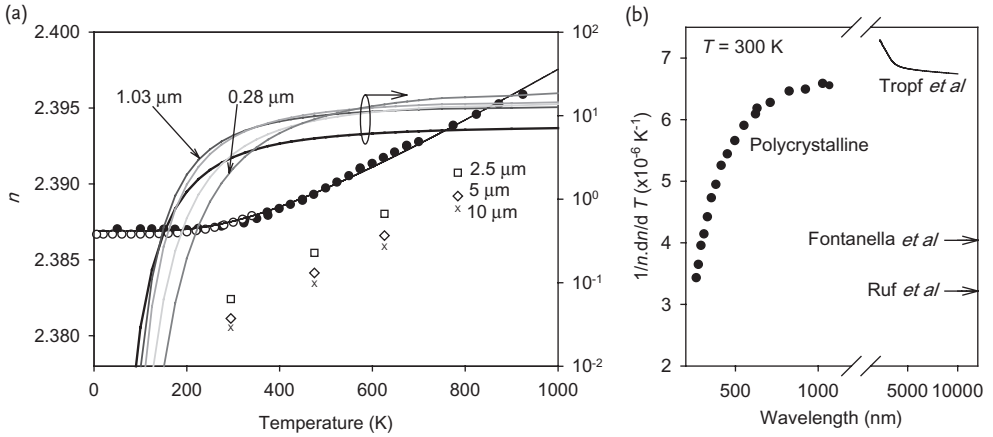 (a)
2.400
2.395
2.390
2.385
2.380
n
0 200 400 600 800 1000
Temperature (K)
10²
10¹
10⁰
10⁻¹
10⁻²
1.03 µm
0.28 µm
2.5 µm
5 µm
10 µm
(b)
T = 300 K
7
6
5
4
3
2
1/n.dn/d T (x10⁻⁶ K⁻¹)
Tropf et al
Polycrystalline
Fontanella et al
Ruf et al
500 1000 5000 10000
Wavelength (nm)